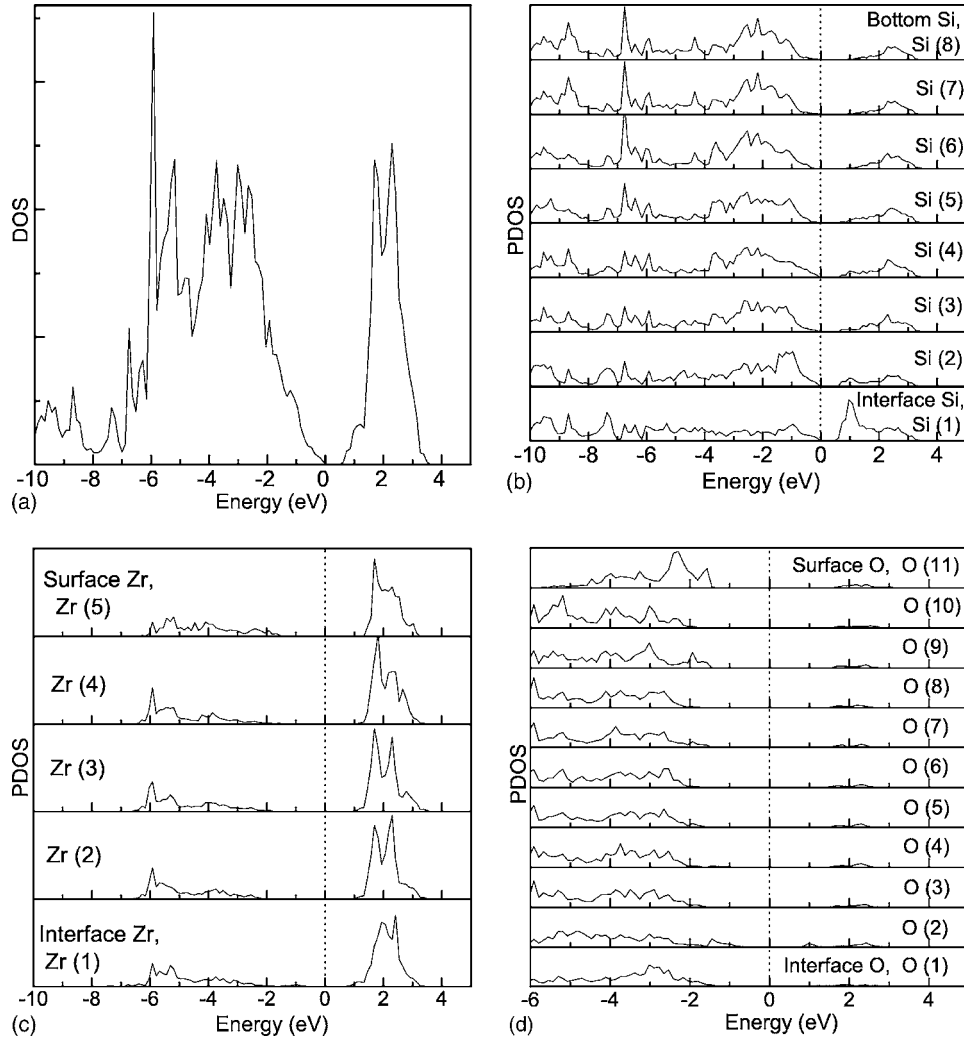 DOS
-10 -8 -6 -4 -2 0 2 4
Energy (eV)
(a)
PDOS
Bottom Si,
Si (8)
Si (7)
Si (6)
Si (5)
Si (4)
Si (3)
Si (2)
Interface Si,
Si (1)
-10 -8 -6 -4 -2 0 2 4
Energy (eV)
(b)
PDOS
Surface Zr,
Zr (5)
Zr (4)
Zr (3)
Zr (2)
Interface Zr,
Zr (1)
-10 -8 -6 -4 -2 0 2 4
Energy (eV)
(c)
PDOS
Surface O, O (11)
O (10)
O (9)
O (8)
O (7)
O (6)
O (5)
O (4)
O (3)
O (2)
Interface O, O (1)
-6 -4 -2 0 2 4
Energy (eV)
(d)